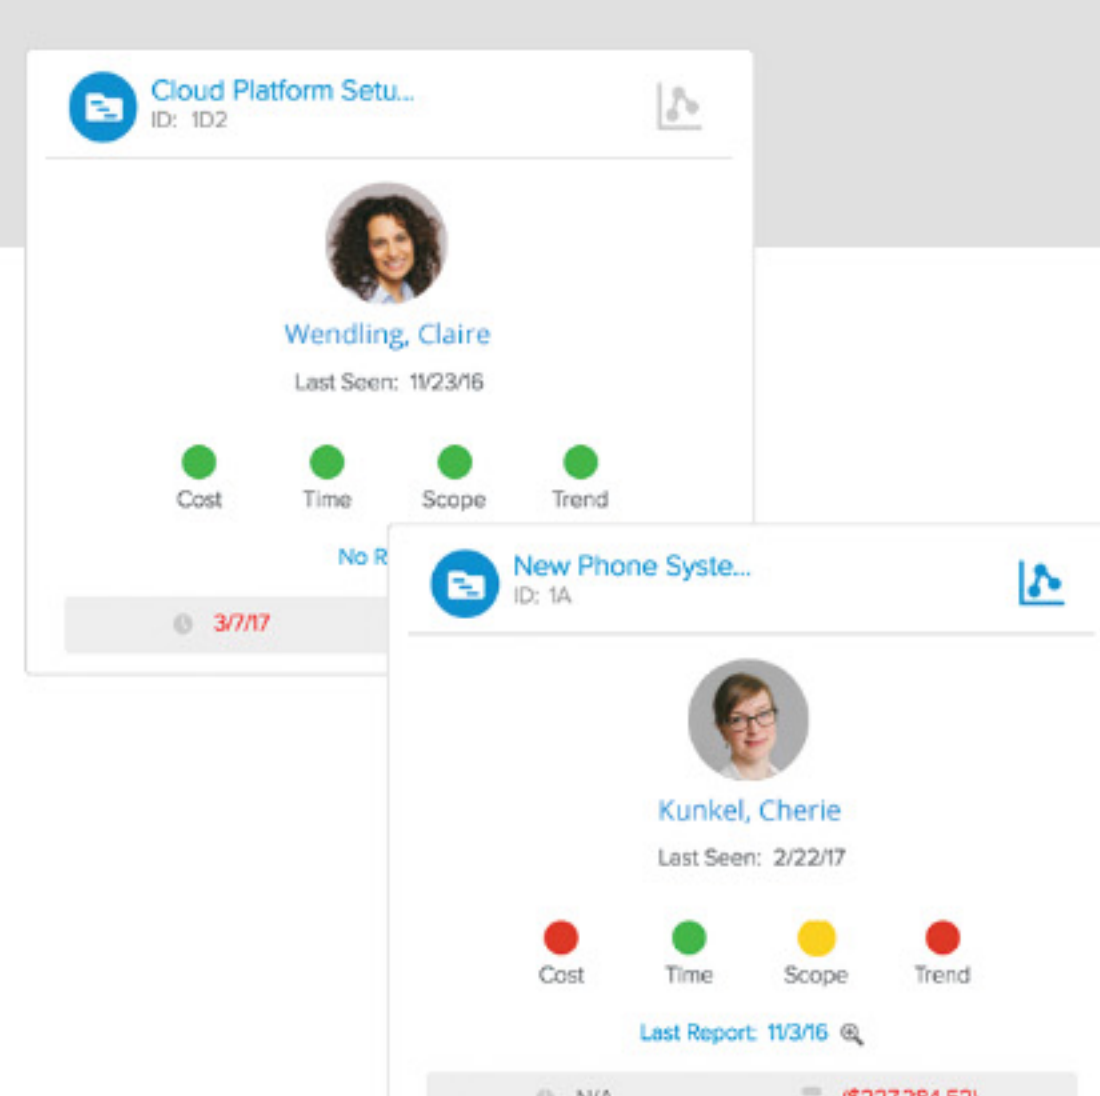 Cloud Platform Setu...
ID: 1D2
Wendling, Claire
Last Seen: 11/23/16
Cost Time Scope Trend
No R
3/7/17
New Phone Syste...
ID: 1A
Kunkel, Cherie
Last Seen: 2/22/17
Cost Time Scope Trend
Last Report: 11/3/16
N/A